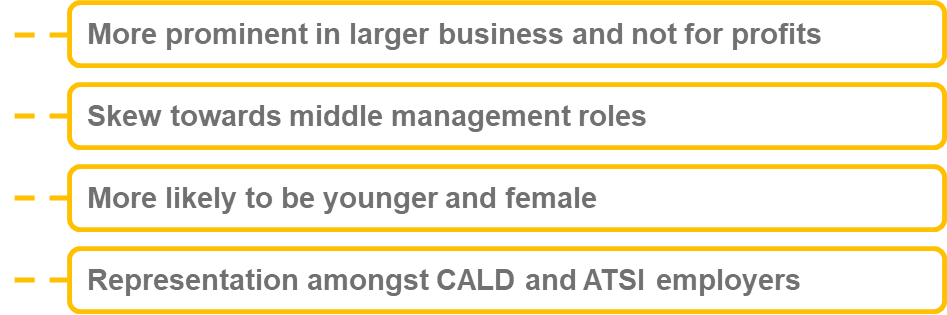 More prominent in larger business and not for profits
Skew towards middle management roles
More likely to be younger and female
Representation amongst CALD and ATSI employers